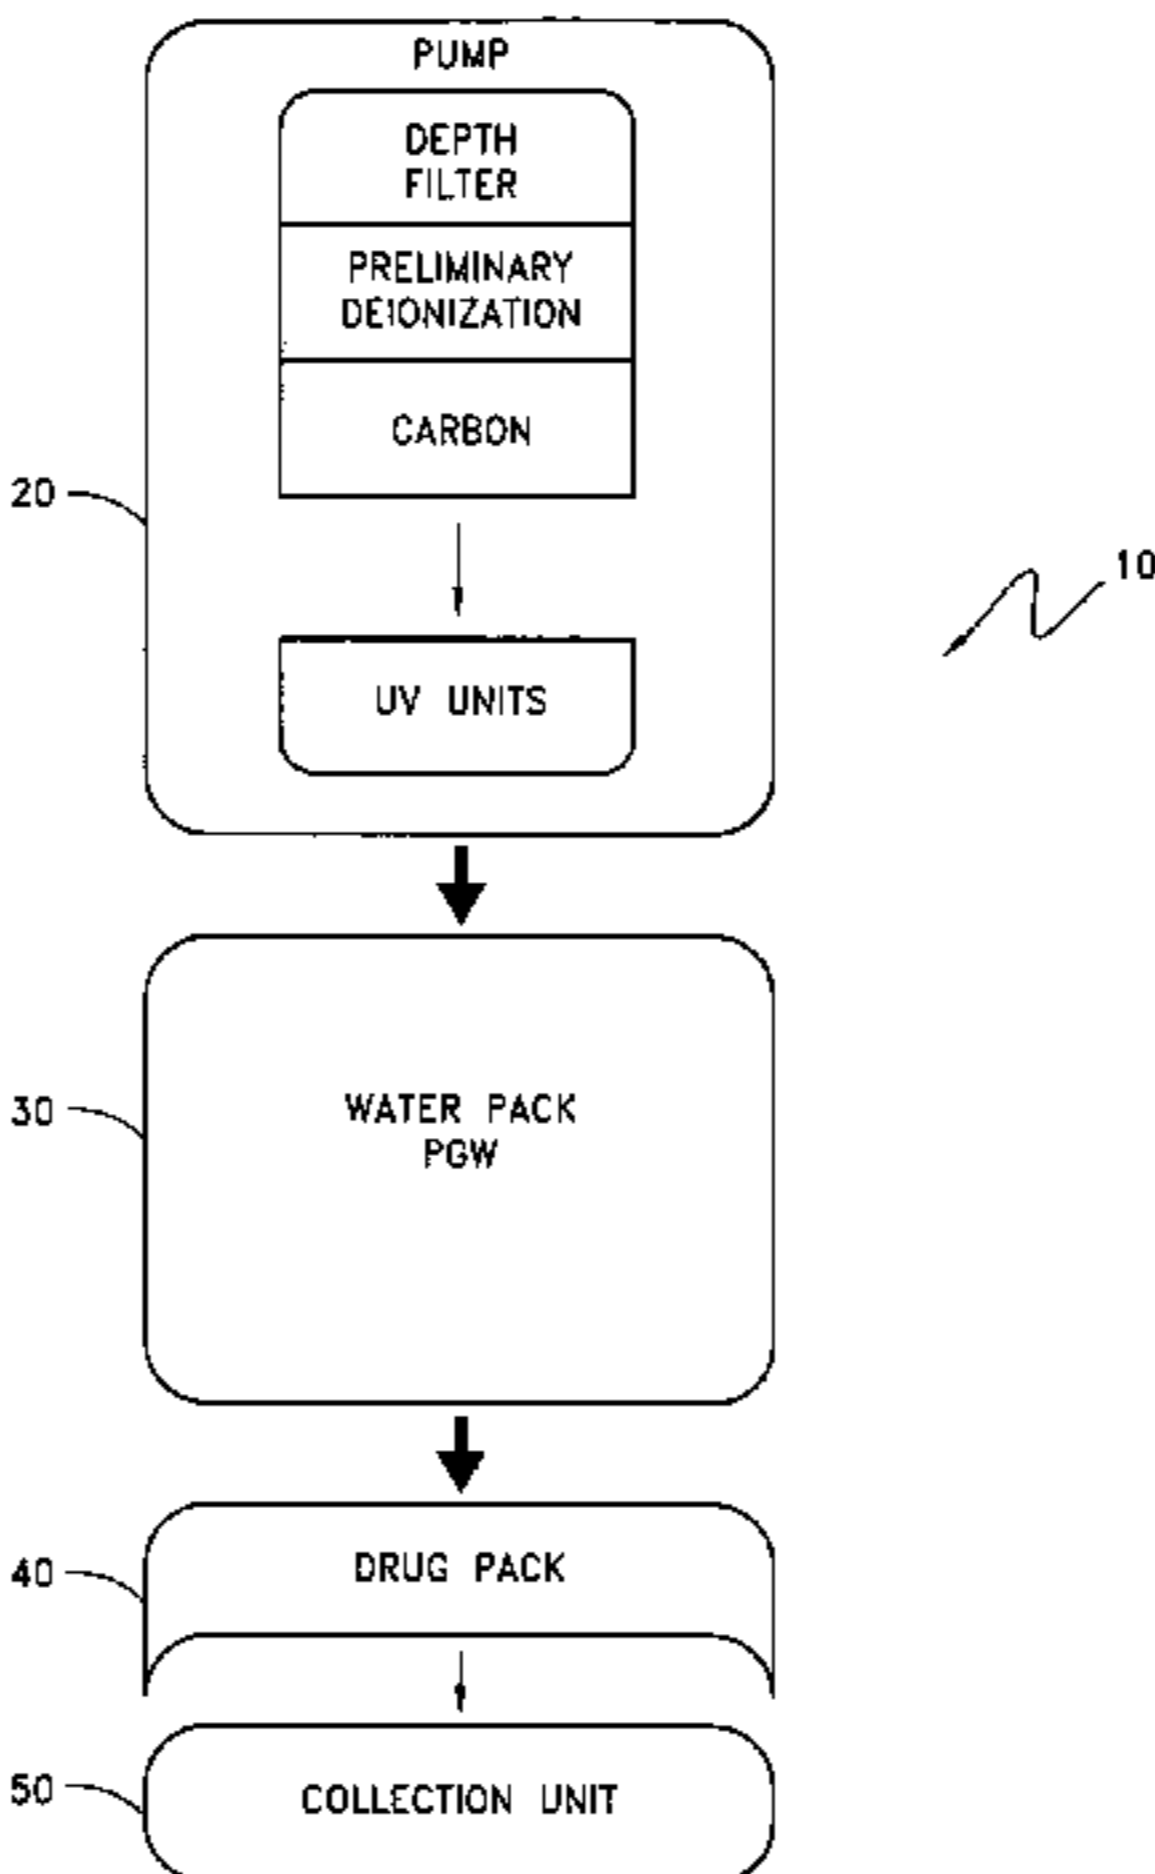 PUMP
DEPTH
FILTER
PRELIMINARY
DEIONIZATION
CARBON
20
10
UV UNITS
30
WATER PACK
PGW
40
DRUG PACK
50
COLLECTION UNIT